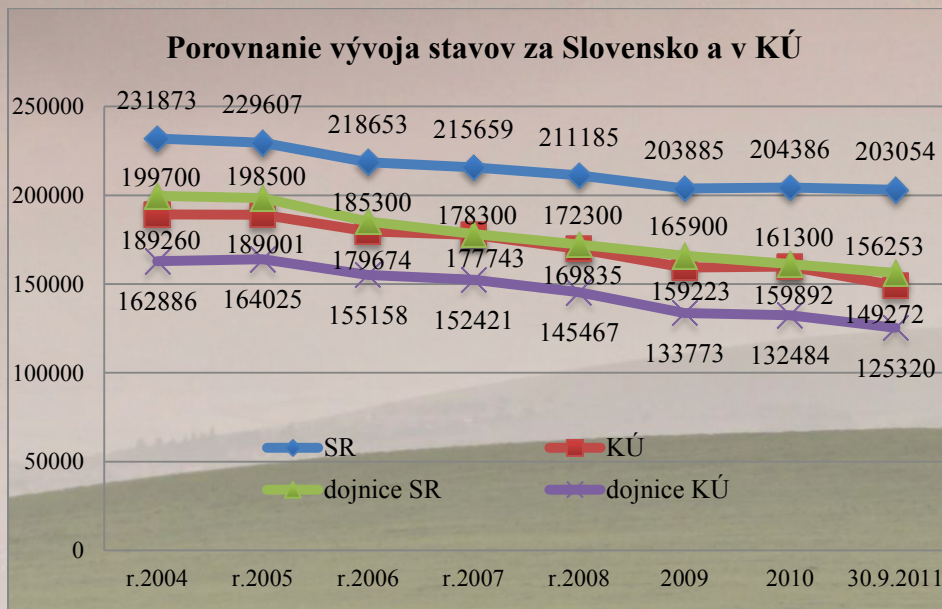 Porovnanie vývoja stavov za Slovensko a v KÚ
250000
200000
150000
100000
50000
0
231873 229607 218653 215659 211185 203885 204386 203054
199700 198500 185300 178300 172300 165900 161300 156253
189260 189001 179674 177743 169835 159223 159892 149272
162886 164025 155158 152421 145467 133773 132484 125320
SR KÚ
dojnice SR dojnice KÚ
r.2004 r.2005 r.2006 r.2007 r.2008 2009 2010 30.9.2011